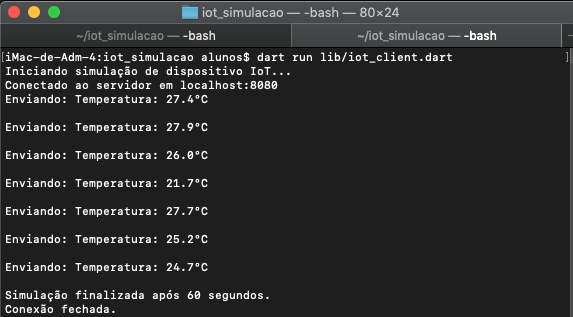 iot_simulacao — -bash — 80×24
~/iot_simulacao — -bash
~/iot_simulacao — -bash
[iMac-de-Adm-4:iot_simulacao alunos$ dart run lib/iot_client.dart ]
Iniciando simulação de dispositivo IoT...
Conectado ao servidor em localhost:8080
Enviando: Temperatura: 27.4°C
Enviando: Temperatura: 27.9°C
Enviando: Temperatura: 26.0°C
Enviando: Temperatura: 21.7°C
Enviando: Temperatura: 27.7°C
Enviando: Temperatura: 25.2°C
Enviando: Temperatura: 24.7°C
Simulação finalizada após 60 segundos.
Conexão fechada.